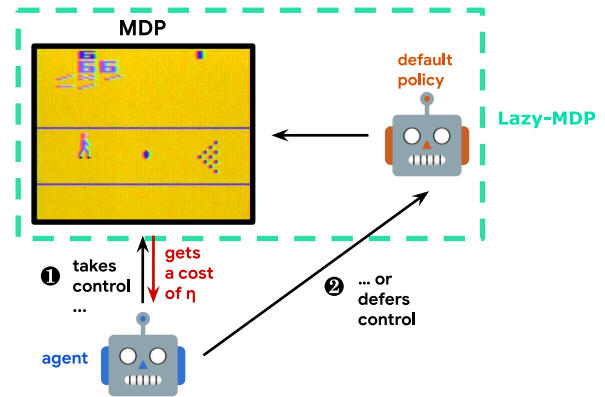 MDP
default
policy
Lazy-MDP
❶ takes
control
...
gets
a cost
of η
❷ ... or
defers
control
agent